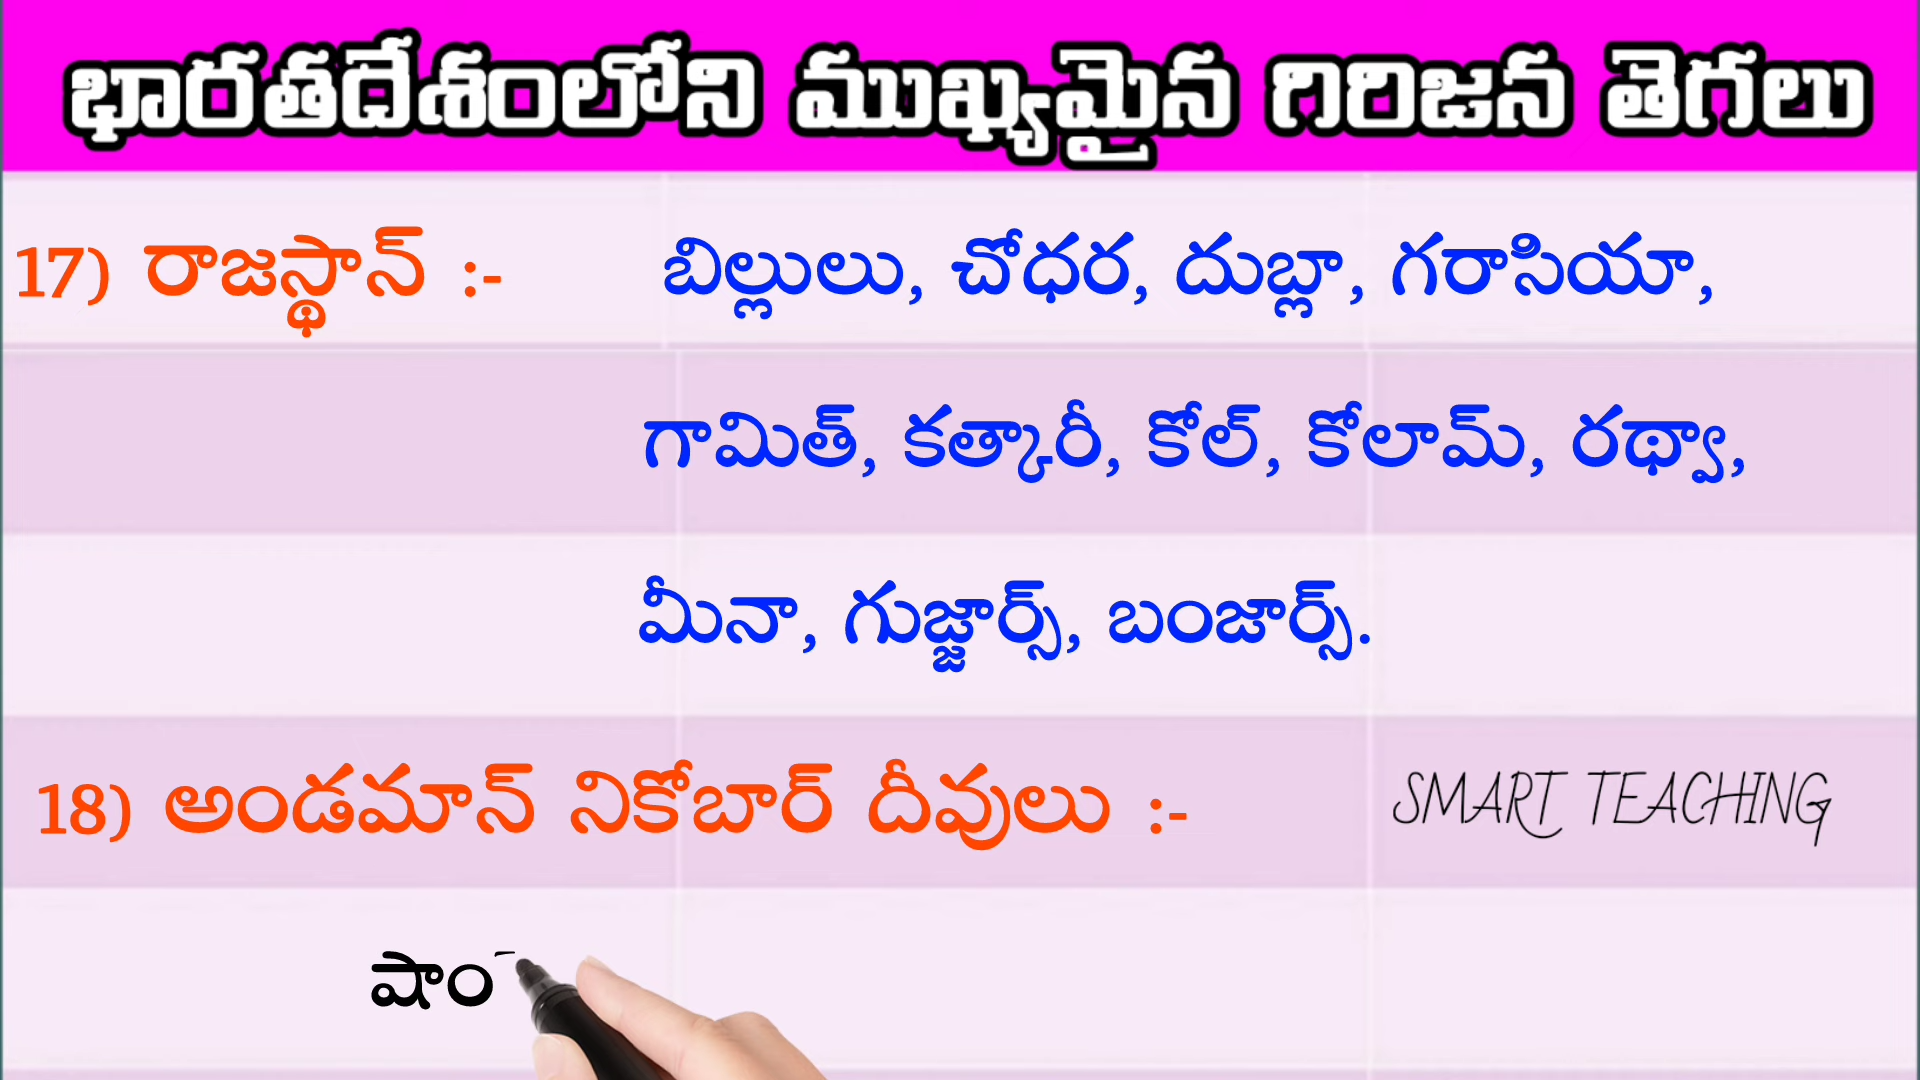 భారతదేశంలోని ముఖ్యమైన గిరిజన తెగలు
17) రాజస్థాన్ :- బిల్లులు, చోధర, దుబ్లా, గరాసియా,
గామిత్, కత్కారీ, కోల్, కోలామ్, రథ్వా,
మీనా, గుజ్జార్స్, బంజార్స్.
18) అండమాన్ నికోబార్ దీవులు :- SMART TEACHING
షాం